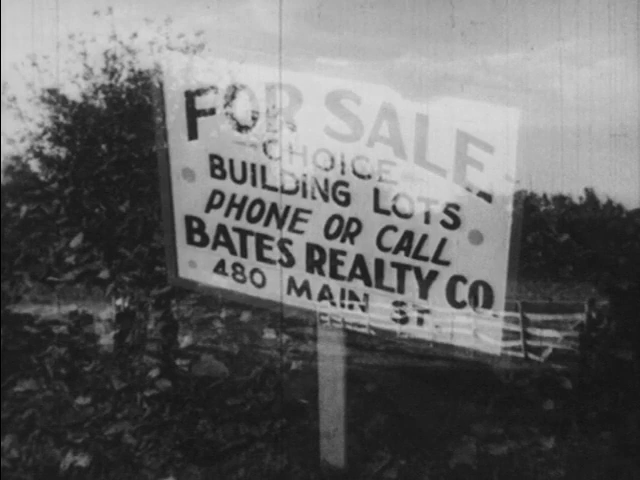 FOR SALE
-CHOICE-
BUILDING LOTS
PHONE OR CALL
BATES REALTY CO.
480 MAIN ST.